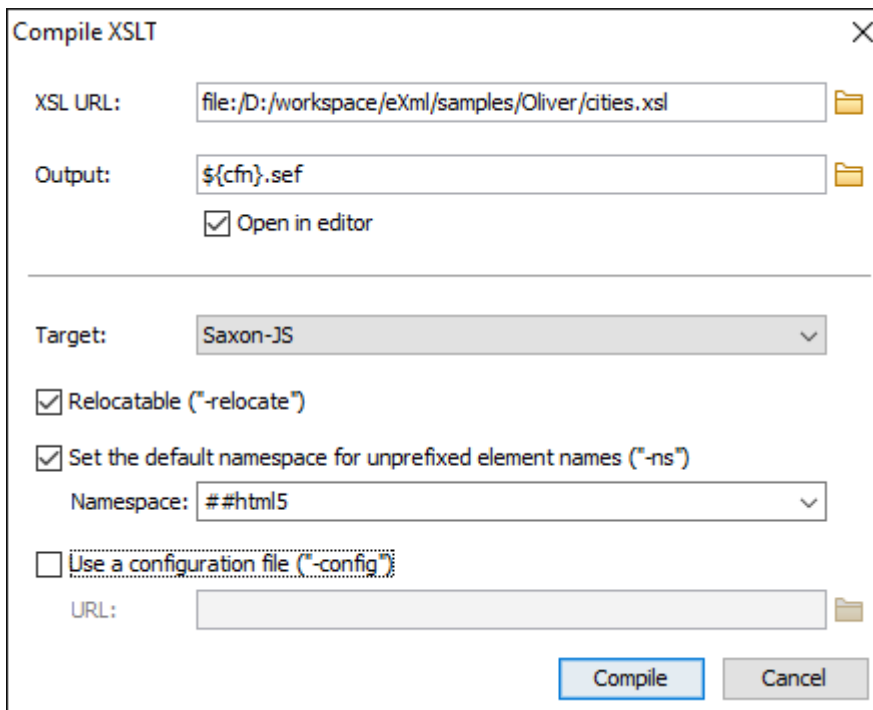 Compile XSLT
XSL URL: file:/D:/workspace/eXml/samples/Oliver/cities.xsl
Output: ${cfn}.sef
Open in editor
Target: Saxon-JS
Relocatable ("-relocate")
Set the default namespace for unprefixed element names ("-ns")
Namespace: ##html5
Use a configuration file ("-config")
URL:
Compile Cancel